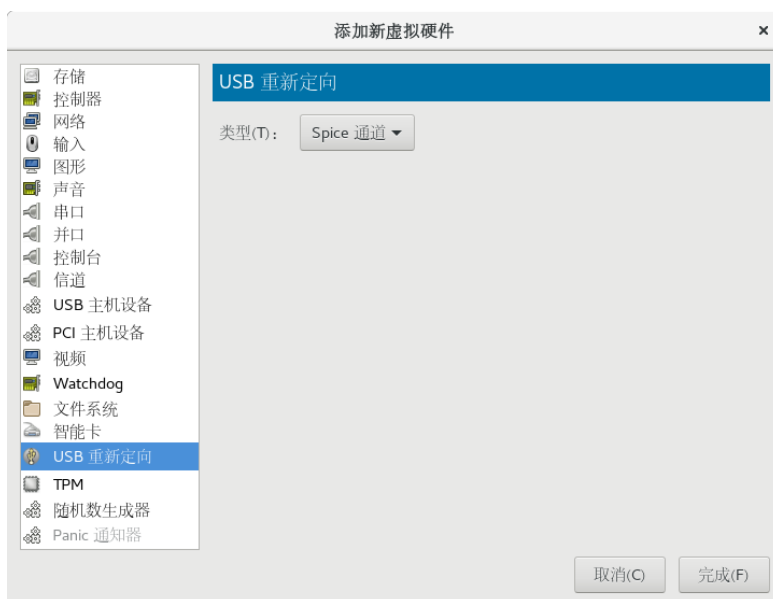 添加新虚拟硬件
存储
控制器
网络
输入
图形
声音
串口
并口
控制台
信道
USB 主机设备
PCI 主机设备
视频
Watchdog
文件系统
智能卡
USB 重新定向
TPM
随机数生成器
Panic 通知器
USB 重新定向
类型(T)： Spice 通道
取消(C) 完成(F)